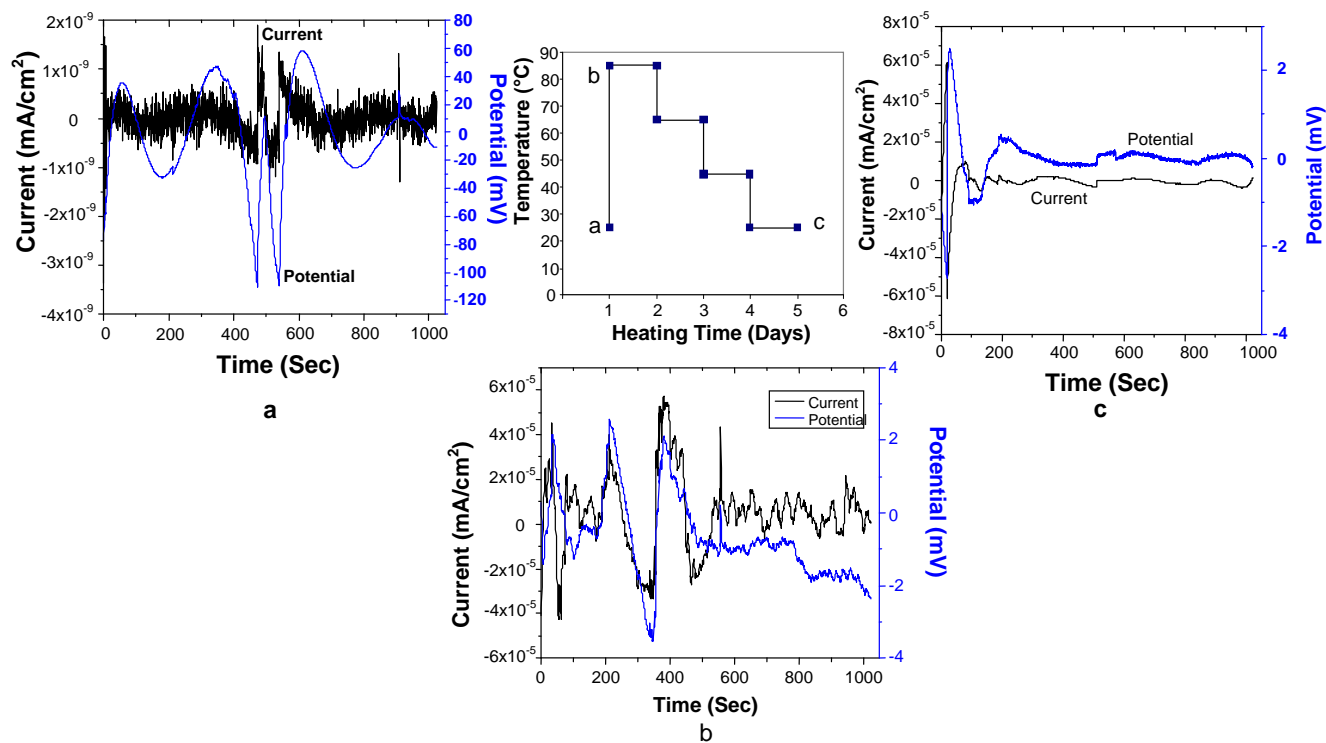 2x10⁻⁹
1x10⁻⁹
0
-1x10⁻⁹
-2x10⁻⁹
-3x10⁻⁹
-4x10⁻⁹
Current (mA/cm²)
Current
Potential
80
60
40
20
0
-20
-40
-60
-80
-100
-120
Potential (mV)
0 200 400 600 800 1000
Time (Sec)
a
90
80
70
60
50
40
30
20
10
0
Temperature (°C)
b
a
c
1 2 3 4 5 6
Heating Time (Days)
8x10⁻⁵
6x10⁻⁵
4x10⁻⁵
2x10⁻⁵
0
-2x10⁻⁵
-4x10⁻⁵
-6x10⁻⁵
-8x10⁻⁵
Current (mA/cm²)
Potential
Current
2
0
-2
-4
Potential (mV)
0 200 400 600 800 1000
Time (Sec)
c
6x10⁻⁵
4x10⁻⁵
2x10⁻⁵
0
-2x10⁻⁵
-4x10⁻⁵
-6x10⁻⁵
Current (mA/cm²)
Current
Potential
4
2
0
-2
-4
Potential (mV)
0 200 400 600 800 1000
Time (Sec)
b